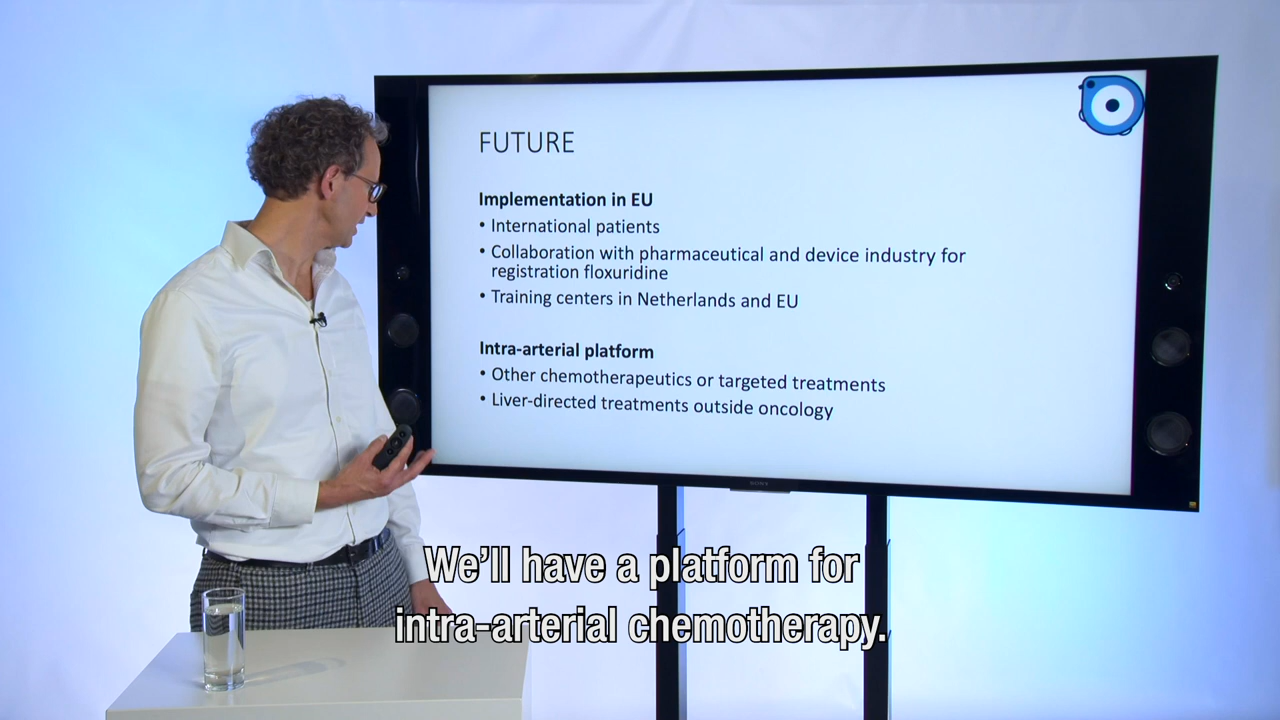 FUTURE
Implementation in EU
• International patients
• Collaboration with pharmaceutical and device industry for
registration floxuridine
• Training centers in Netherlands and EU
Intra-arterial platform
• Other chemotherapeutics or targeted treatments
• Liver-directed treatments outside oncology
SONY
We'll have a platform for
intra-arterial chemotherapy.